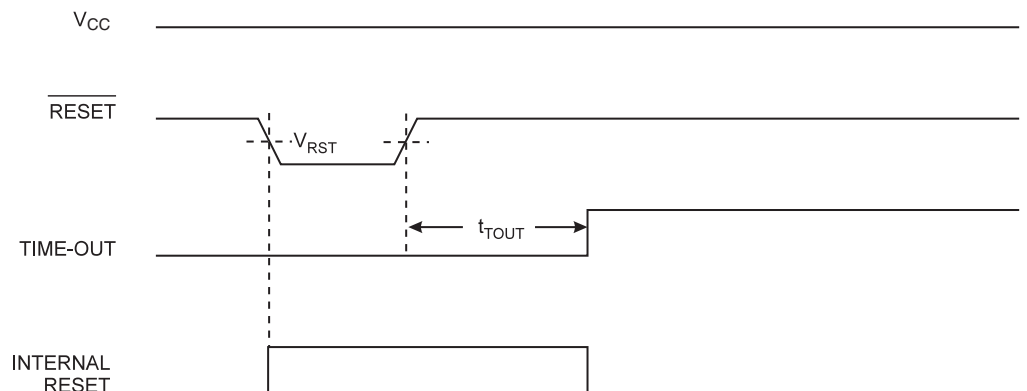 VCC
RESET
VRST
tTOUT
TIME-OUT
INTERNAL
RESET